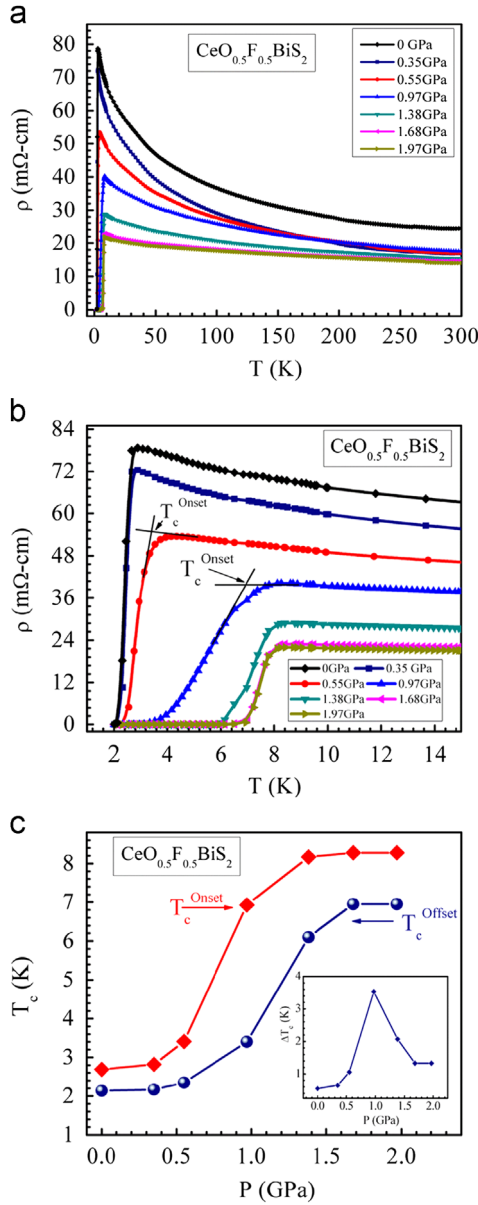 a
CeO0.5F0.5BiS2
0 GPa
0.35GPa
0.55GPa
0.97GPa
1.38GPa
1.68GPa
1.97GPa
80
70
60
50
40
30
20
10
0
ρ (mΩ-cm)
0 50 100 150 200 250 300
T (K)
b
CeO0.5F0.5BiS2
84
72
60
48
36
24
12
0
ρ (mΩ-cm)
Tc Onset
Tc Onset
0GPa 0.35 GPa
0.55GPa 0.97GPa
1.38GPa 1.68GPa
1.97GPa
2 4 6 8 10 12 14
T (K)
c
CeO0.5F0.5BiS2
8
7
6
5
4
3
2
1
Tc (K)
Tc Onset
Tc Offset
4
3
2
1
ΔTc (K)
0.0 0.5 1.0 1.5 2.0
P (GPa)
0.0 0.5 1.0 1.5 2.0
P (GPa)